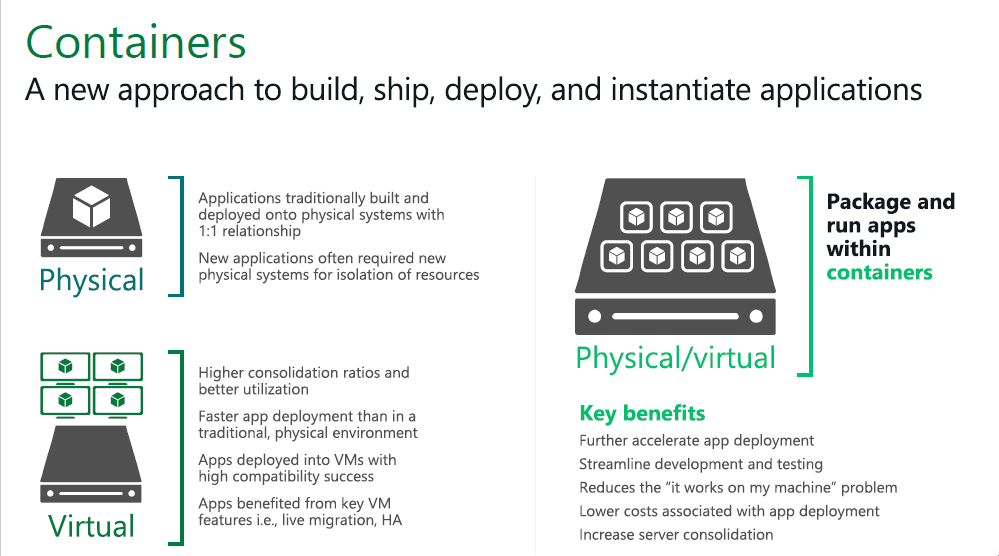 Containers
A new approach to build, ship, deploy, and instantiate applications
Physical
Applications traditionally built and
deployed onto physical systems with
1:1 relationship
New applications often required new
physical systems for isolation of resources
Virtual
Higher consolidation ratios and
better utilization
Faster app deployment than in a
traditional, physical environment
Apps deployed into VMs with
high compatibility success
Apps benefited from key VM
features i.e., live migration, HA
Physical/virtual
Package and
run apps
within
containers
Key benefits
Further accelerate app deployment
Streamline development and testing
Reduces the “it works on my machine” problem
Lower costs associated with app deployment
Increase server consolidation